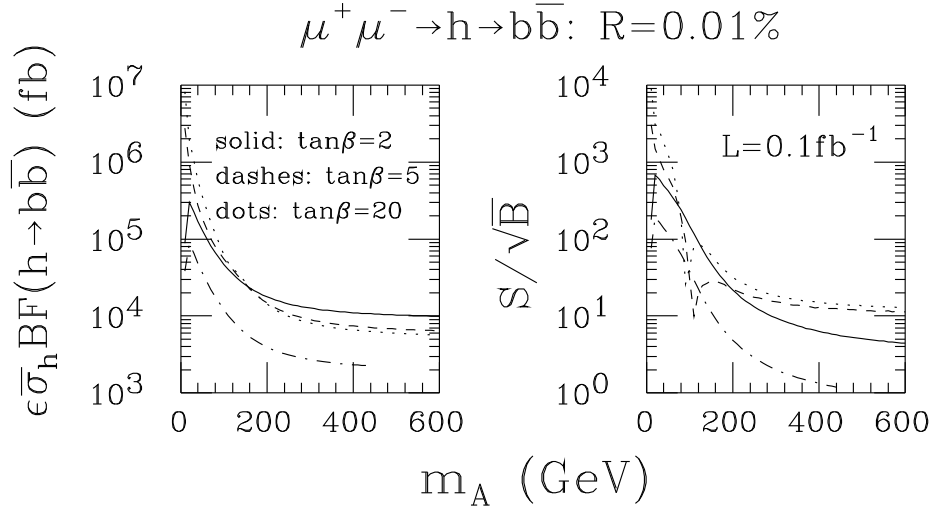 μ⁺μ⁻→h→bb̅: R=0.01%
εσ̅ₕBF(h→bb̅) (fb)
10⁷
10⁶
10⁵
10⁴
10³
solid: tanβ=2
dashes: tanβ=5
dots: tanβ=20
0 200 400 600
S/√B̅
10⁴
10³
10²
10¹
10⁰
L=0.1fb⁻¹
0 200 400 600
m_A (GeV)